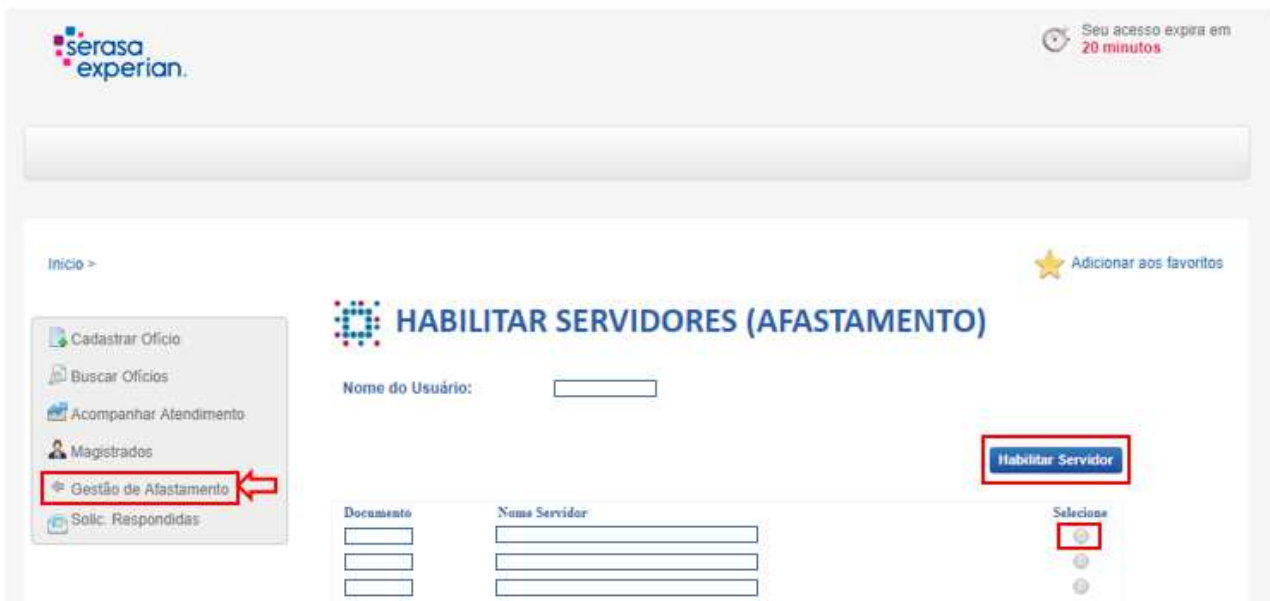 serasa
experian.
Seu acesso expira em
20 minutos
Início >
Adicionar aos favoritos
Cadastrar Ofício
Buscar Ofícios
Acompanhar Atendimento
Magistrados
Gestão de Afastamento
Solic. Respondidas
HABILITAR SERVIDORES (AFASTAMENTO)
Nome do Usuário:
Habilitar Servidor
Documento Nome Servidor Selecione